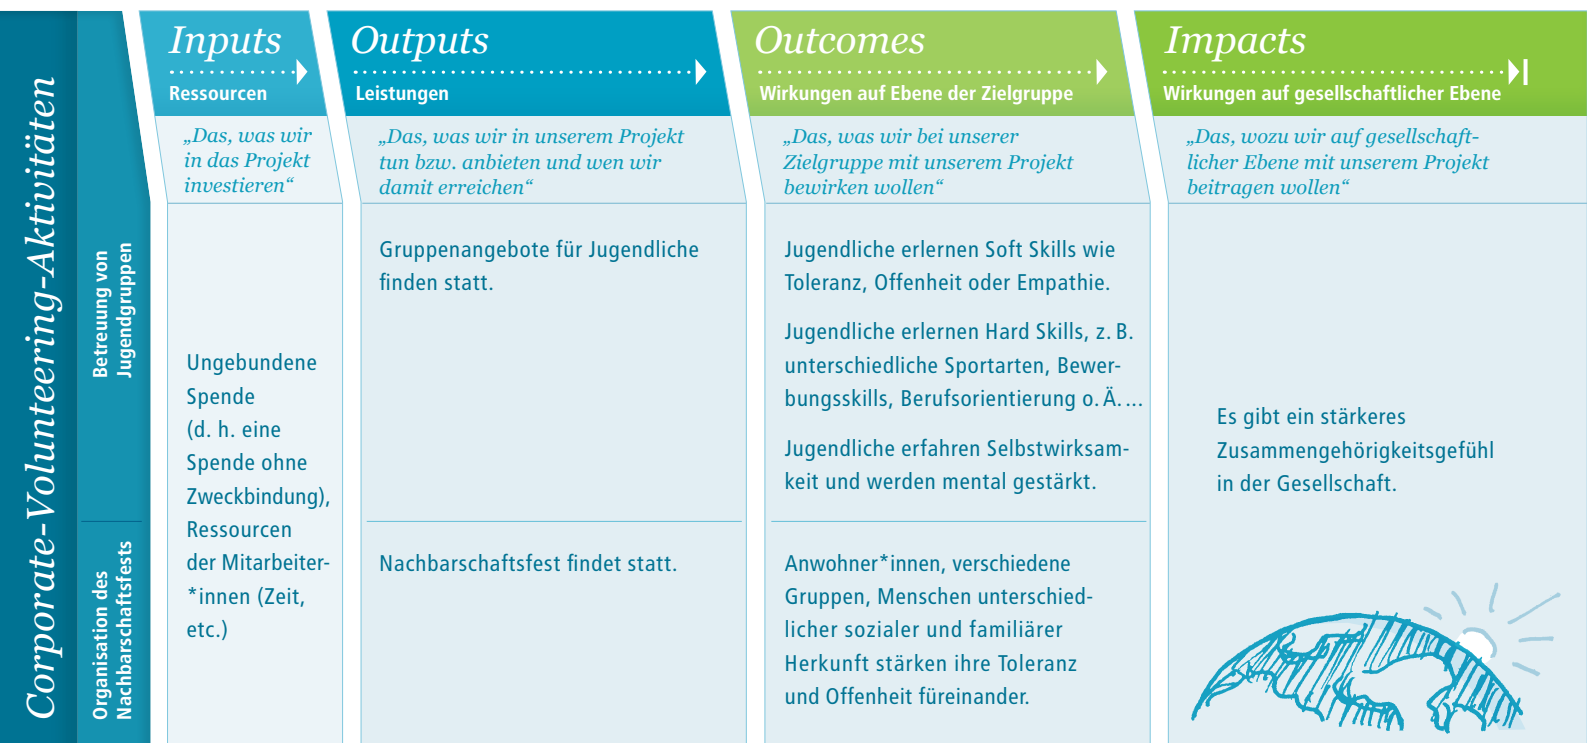 Corporate-Volunteering-Aktivitäten
Betreuung von
Jugendgruppen
Organisation des
Nachbarschaftsfests
Inputs
Ressourcen
„Das, was wir
in das Projekt
investieren“
Ungebundene
Spende
(d. h. eine
Spende ohne
Zweckbindung),
Ressourcen
der Mitarbeiter-
*innen (Zeit,
etc.)
Outputs
Leistungen
„Das, was wir in unserem Projekt
tun bzw. anbieten und wen wir
damit erreichen“
Gruppenangebote für Jugendliche
finden statt.
Nachbarschaftsfest findet statt.
Outcomes
Wirkungen auf Ebene der Zielgruppe
„Das, was wir bei unserer
Zielgruppe mit unserem Projekt
bewirken wollen“
Jugendliche erlernen Soft Skills wie
Toleranz, Offenheit oder Empathie.
Jugendliche erlernen Hard Skills, z. B.
unterschiedliche Sportarten, Bewer-
bungsskills, Berufsorientierung o. Ä. ...
Jugendliche erfahren Selbstwirksam-
keit und werden mental gestärkt.
Anwohner*innen, verschiedene
Gruppen, Menschen unterschied-
licher sozialer und familiärer
Herkunft stärken ihre Toleranz
und Offenheit füreinander.
Impacts
Wirkungen auf gesellschaftlicher Ebene
„Das, wozu wir auf gesellschaft-
licher Ebene mit unserem Projekt
beitragen wollen“
Es gibt ein stärkeres
Zusammengehörigkeitsgefühl
in der Gesellschaft.